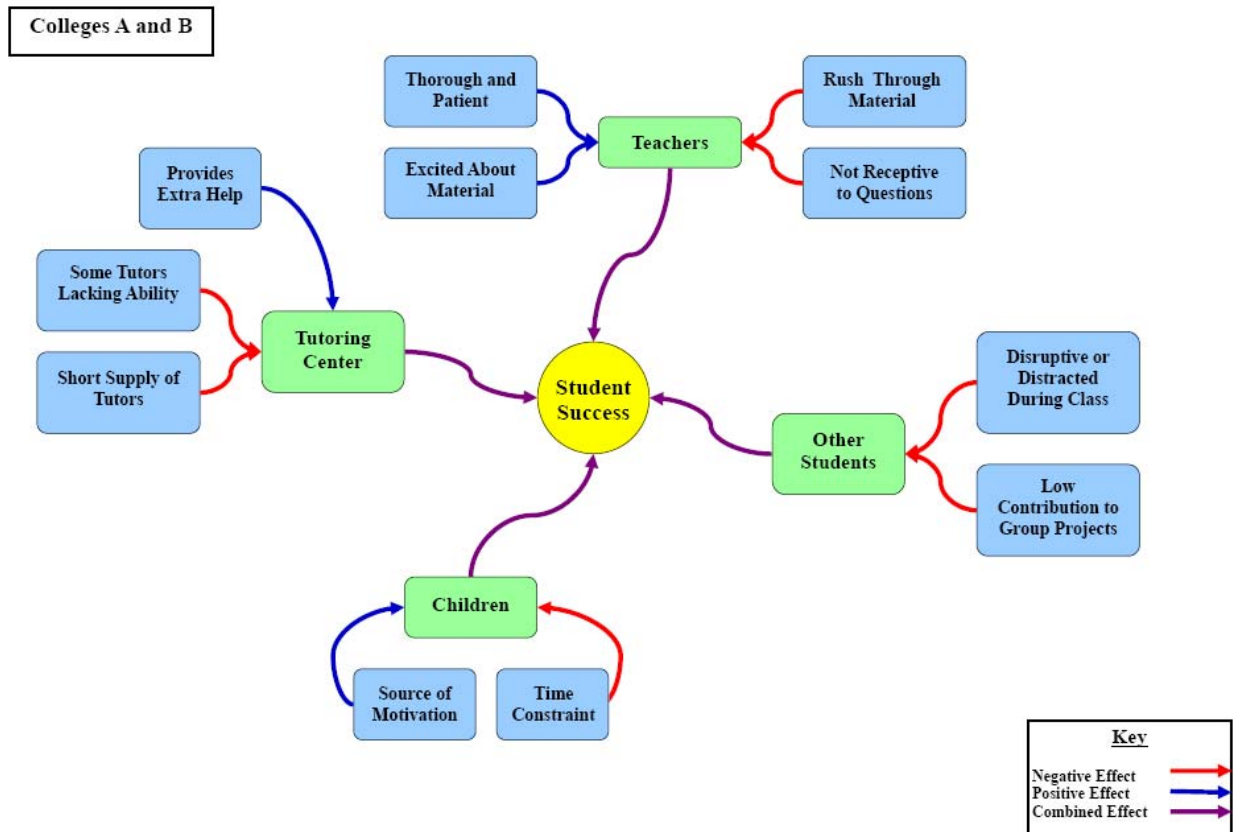 Colleges A and B
Thorough and
Patient
Rush Through
Material
Teachers
Excited About
Material
Not Receptive
to Questions
Provides
Extra Help
Some Tutors
Lacking Ability
Tutoring
Center
Short Supply of
Tutors
Student
Success
Disruptive or
Distracted
During Class
Other
Students
Low
Contribution to
Group Projects
Children
Source of
Motivation
Time
Constraint
Key
Negative Effect
Positive Effect
Combined Effect